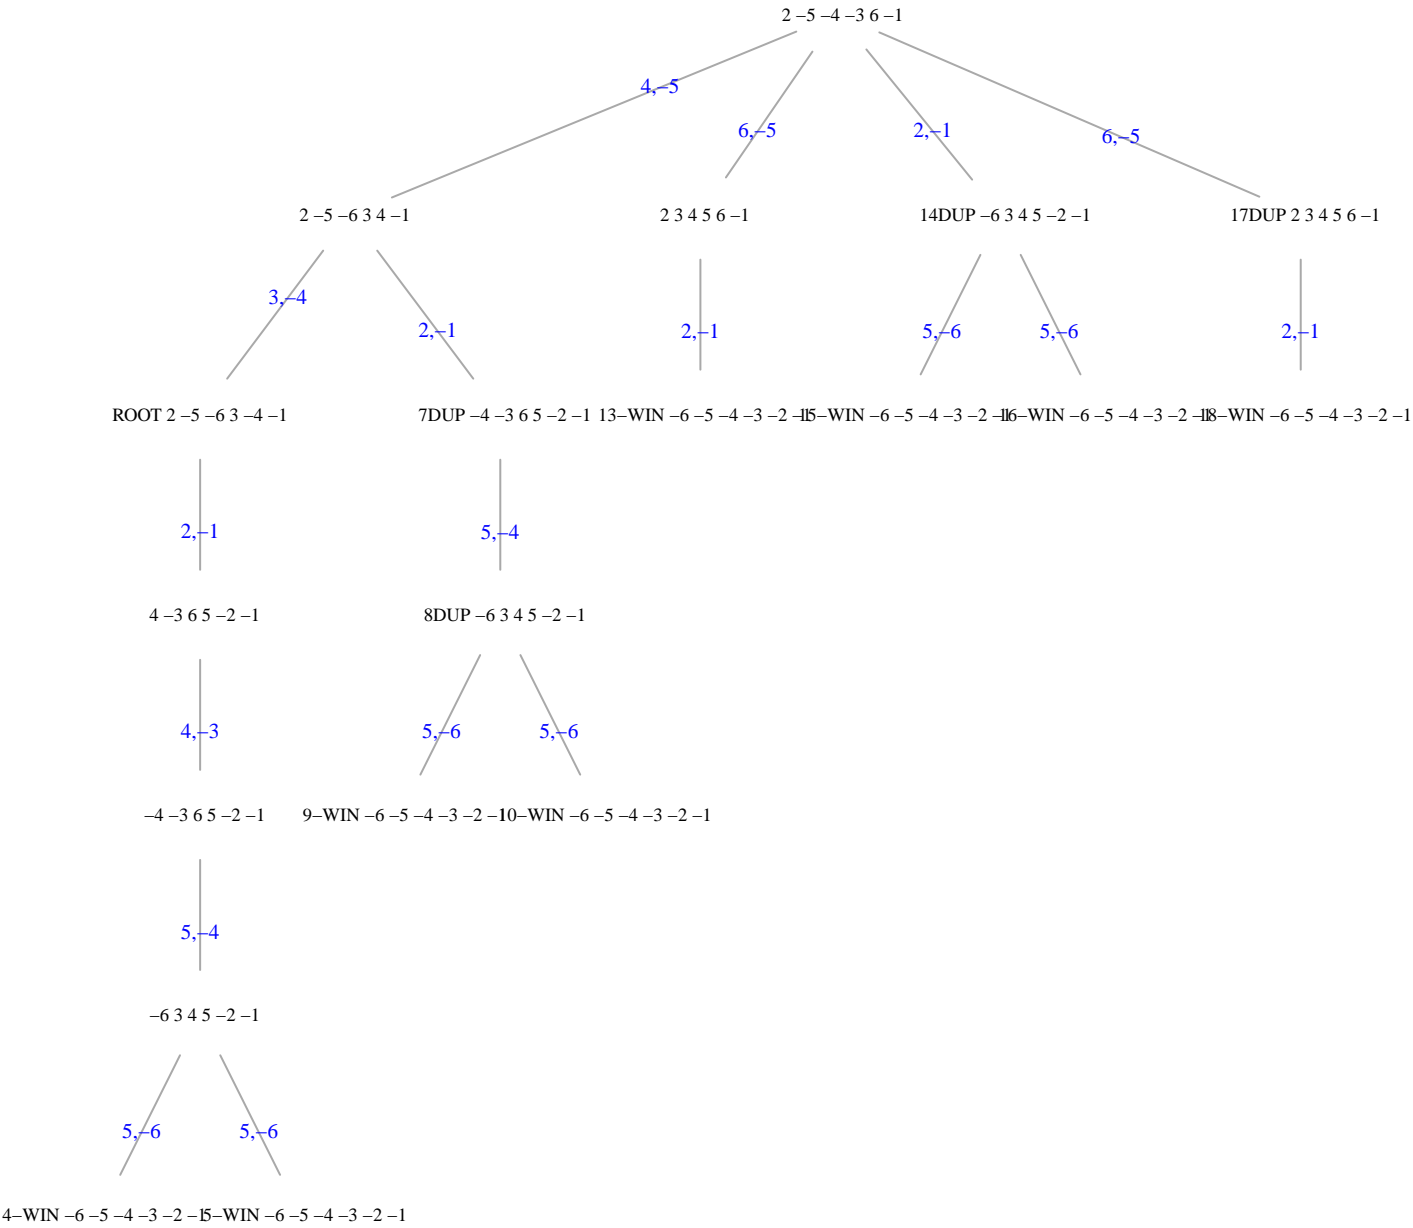 2 –5 –4 –3 6 –1
4,–5
6,–5
2,–1
6,–5
2 –5 –6 3 4 –1
2 3 4 5 6 –1
14DUP –6 3 4 5 –2 –1
17DUP 2 3 4 5 6 –1
3,–4
2,–1
2,–1
5,–6
5,–6
2,–1
ROOT 2 –5 –6 3 –4 –1
7DUP –4 –3 6 5 –2 –1
13–WIN –6 –5 –4 –3 –2 –1
15–WIN –6 –5 –4 –3 –2 –1
16–WIN –6 –5 –4 –3 –2 –1
18–WIN –6 –5 –4 –3 –2 –1
2,–1
5,–4
4 –3 6 5 –2 –1
8DUP –6 3 4 5 –2 –1
4,–3
5,–6
5,–6
–4 –3 6 5 –2 –1
9–WIN –6 –5 –4 –3 –2 –1
10–WIN –6 –5 –4 –3 –2 –1
5,–4
–6 3 4 5 –2 –1
5,–6
5,–6
4–WIN –6 –5 –4 –3 –2 –1
5–WIN –6 –5 –4 –3 –2 –1